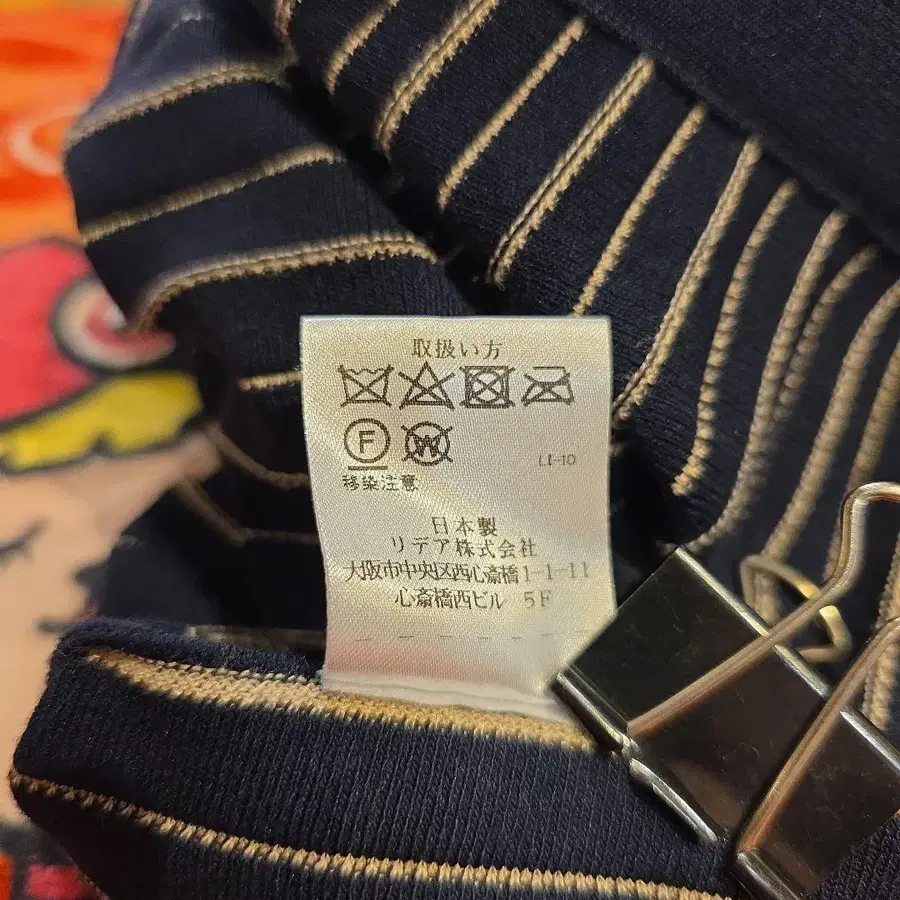 取扱い方
F W
LI-10
移染注意
日本製
リデア株式会社
大阪市中央区西心斎橋1-1-11
心斎橋西ビル 5F